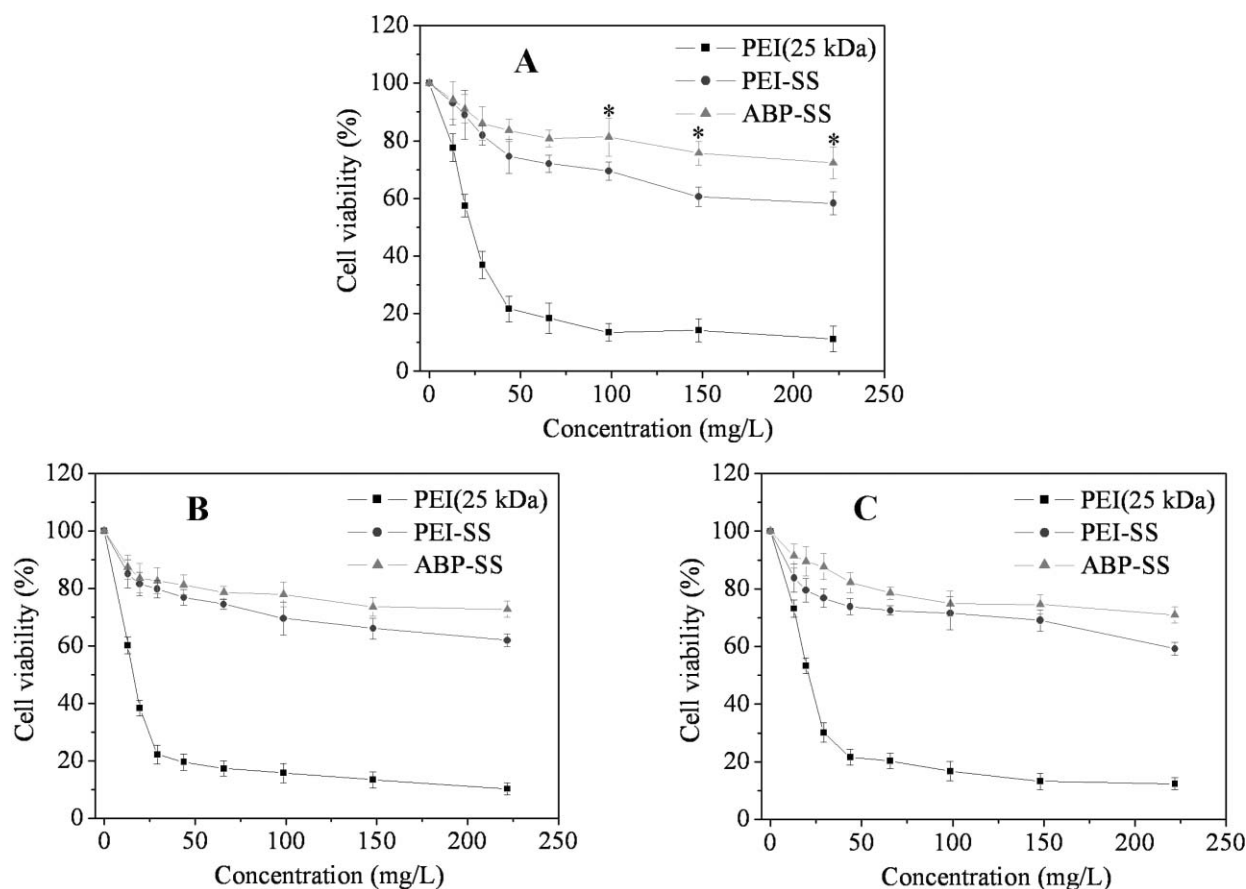 120
100
80
60
40
20
0
Cell viability (%)
A
PEI(25 kDa)
PEI-SS
ABP-SS
*
*
*
0 50 100 150 200 250
Concentration (mg/L)
120
100
80
60
40
20
0
Cell viability (%)
B
PEI(25 kDa)
PEI-SS
ABP-SS
0 50 100 150 200 250
Concentration (mg/L)
120
100
80
60
40
20
0
Cell viability (%)
C
PEI(25 kDa)
PEI-SS
ABP-SS
0 50 100 150 200 250
Concentration (mg/L)